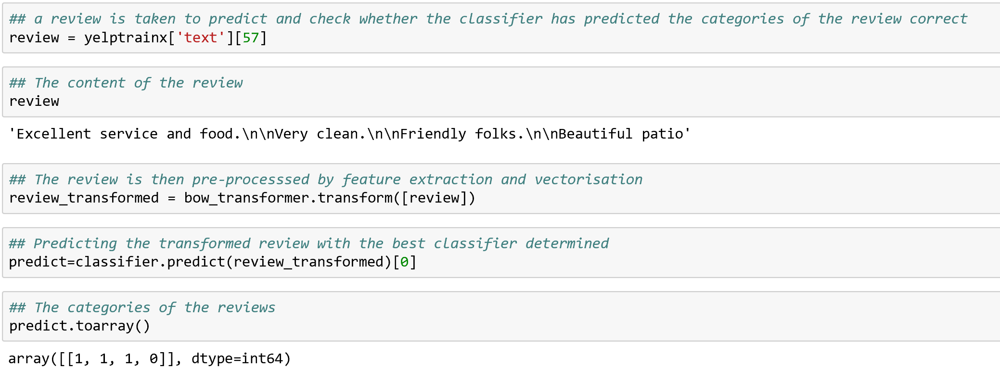 ## a review is taken to predict and check whether the classifier has predicted the categories of the review correct
review = yelptrainx['text'][57]
## The content of the review
review
'Excellent service and food.\n\nVery clean.\n\nFriendly folks.\n\nBeautiful patio'
## The review is then pre-processsed by feature extraction and vectorisation
review_transformed = bow_transformer.transform([review])
## Predicting the transformed review with the best classifier determined
predict=classifier.predict(review_transformed)[0]
## The categories of the reviews
predict.toarray()
array([[1, 1, 1, 0]], dtype=int64)